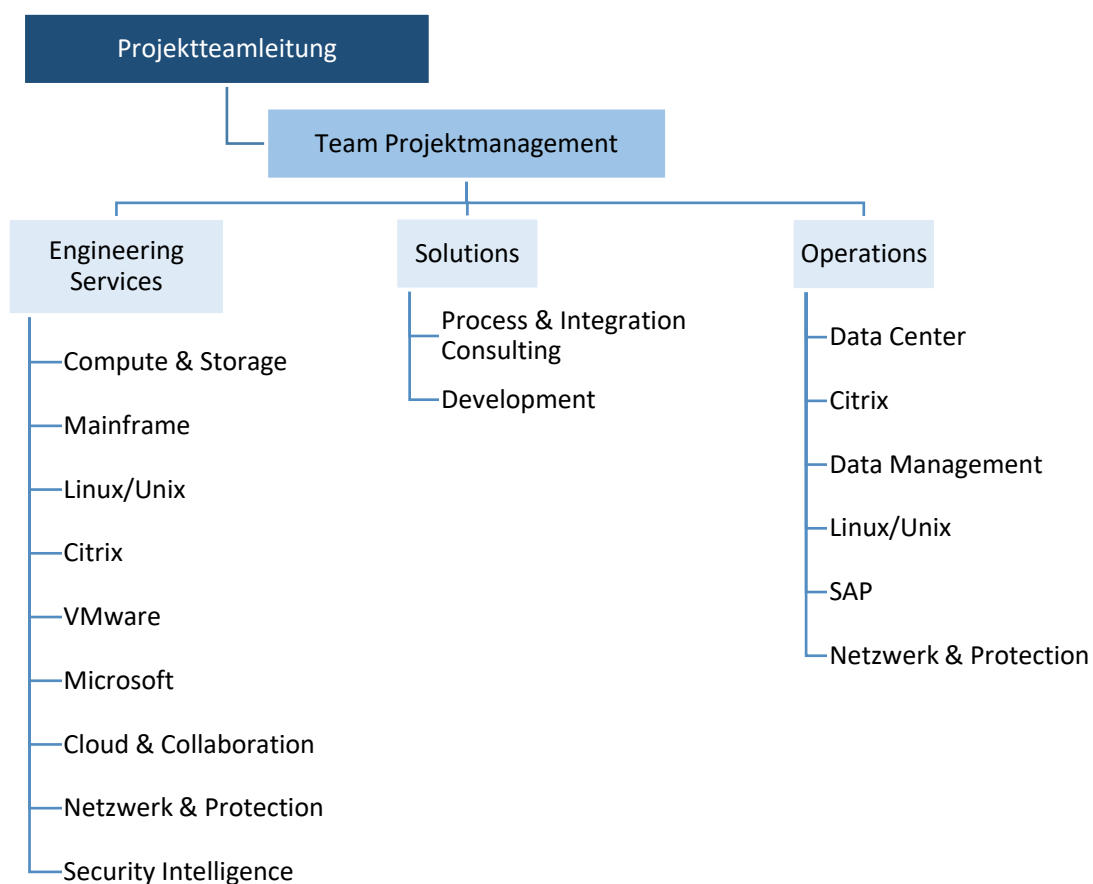 Projektteamleitung
Team Projektmanagement
Engineering
Services
Compute & Storage
Mainframe
Linux/Unix
Citrix
VMware
Microsoft
Cloud & Collaboration
Netzwerk & Protection
Security Intelligence
Solutions
Process & Integration
Consulting
Development
Operations
Data Center
Citrix
Data Management
Linux/Unix
SAP
Netzwerk & Protection